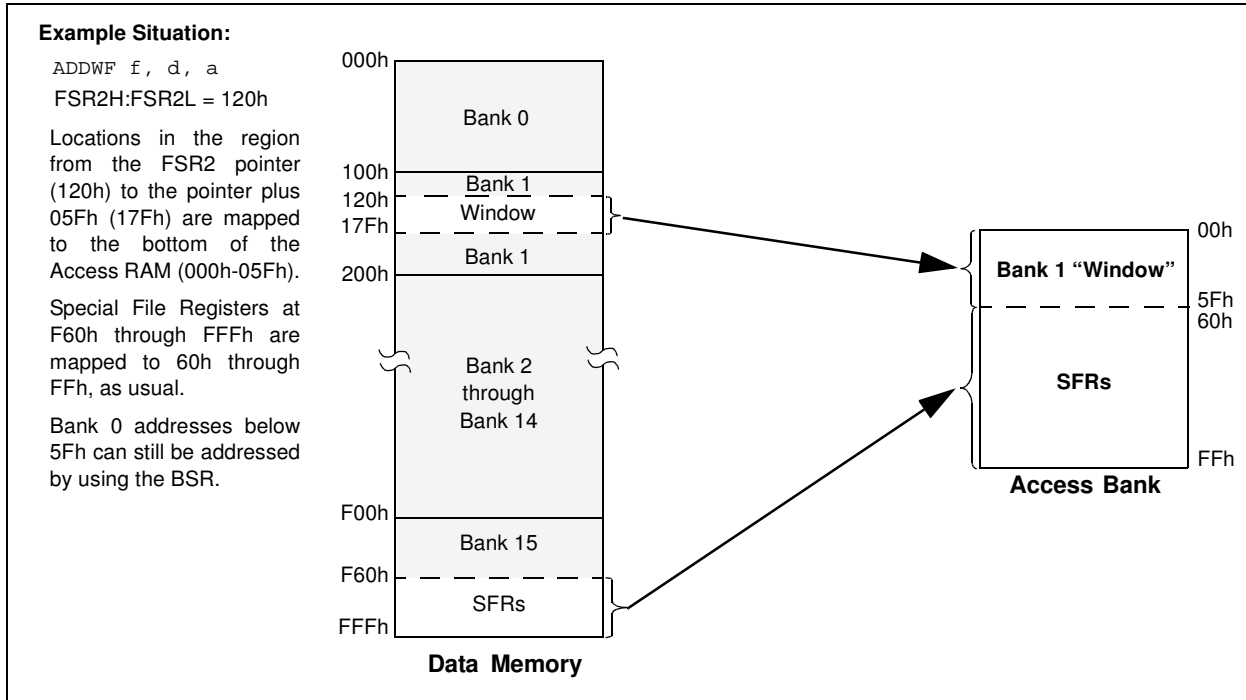 Example Situation:
ADDWF f, d, a
FSR2H:FSR2L = 120h
Locations in the region
from the FSR2 pointer
(120h) to the pointer plus
05Fh (17Fh) are mapped
to the bottom of the
Access RAM (000h-05Fh).
Special File Registers at
F60h through FFFh are
mapped to 60h through
FFh, as usual.
Bank 0 addresses below
5Fh can still be addressed
by using the BSR.
000h
Bank 0
100h
Bank 1
120h
Window
17Fh
Bank 1
200h
Bank 2
through
Bank 14
F00h
Bank 15
F60h
SFRs
FFFh
Data Memory
00h
Bank 1 “Window”
5Fh
60h
SFRs
FFh
Access Bank